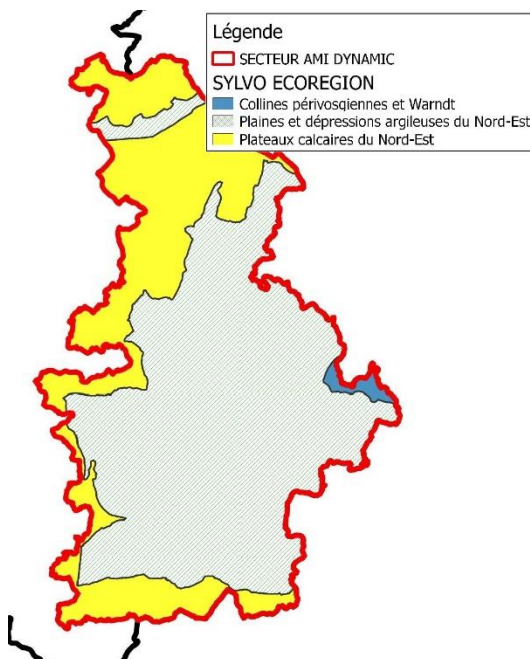 Légende
SECTEUR AMI DYNAMIC
SYLVO ECOREGION
Collines périvosgiennes et Warndt
Plaines et dépressions argileuses du Nord-Est
Plateaux calcaires du Nord-Est